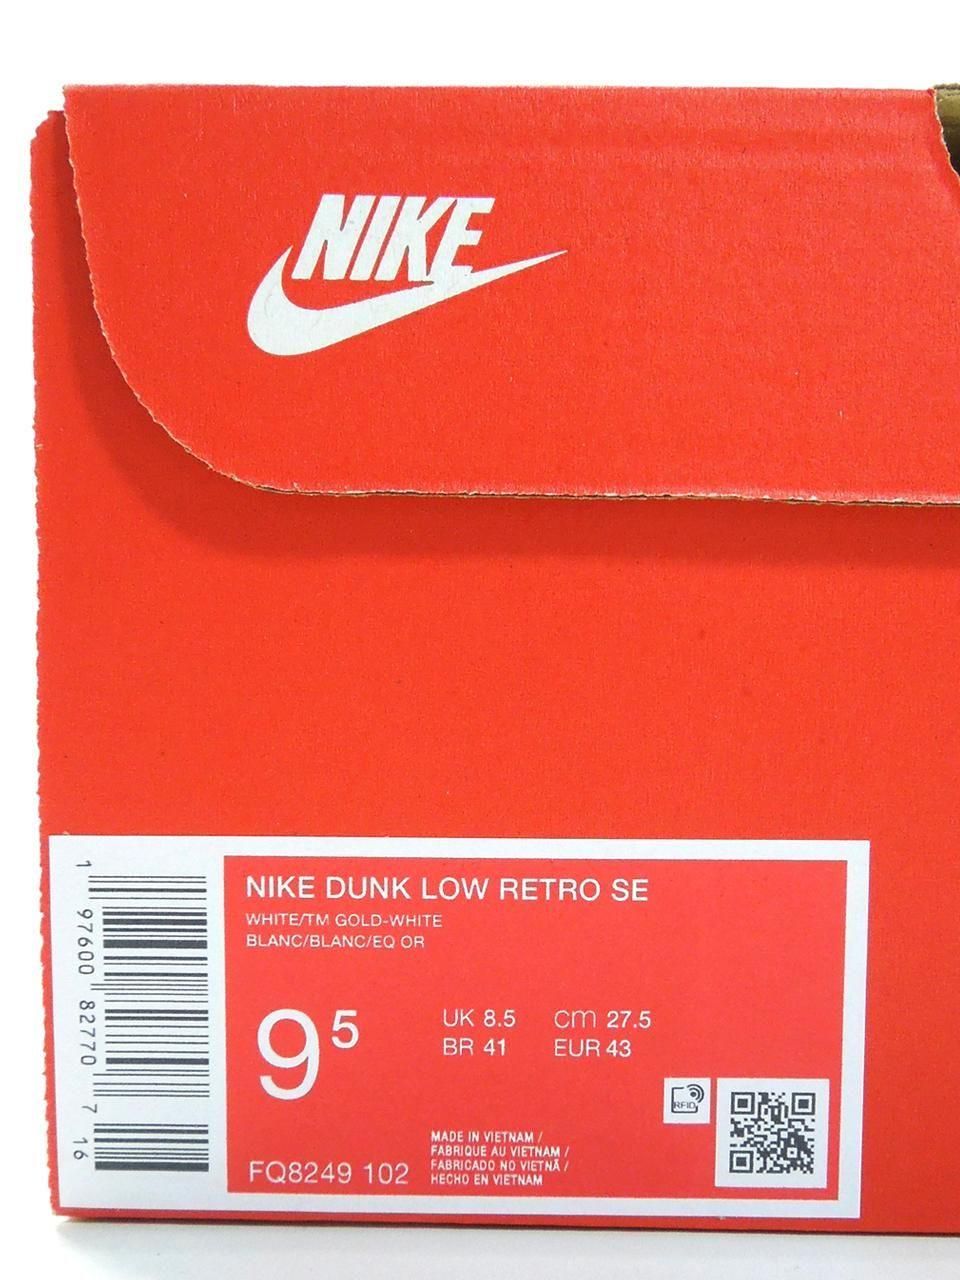 NIKE
1 97600 82770 7 16
NIKE DUNK LOW RETRO SE
WHITE/TM GOLD-WHITE
BLANC/BLANC/EQ OR
9⁵
UK 8.5 cm 27.5
BR 41 EUR 43
RFID
MADE IN VIETNAM /
FABRIQUE AU VIETNAM /
FABRICADO NO VIETNÃ /
HECHO EN VIETNAM
FQ8249 102